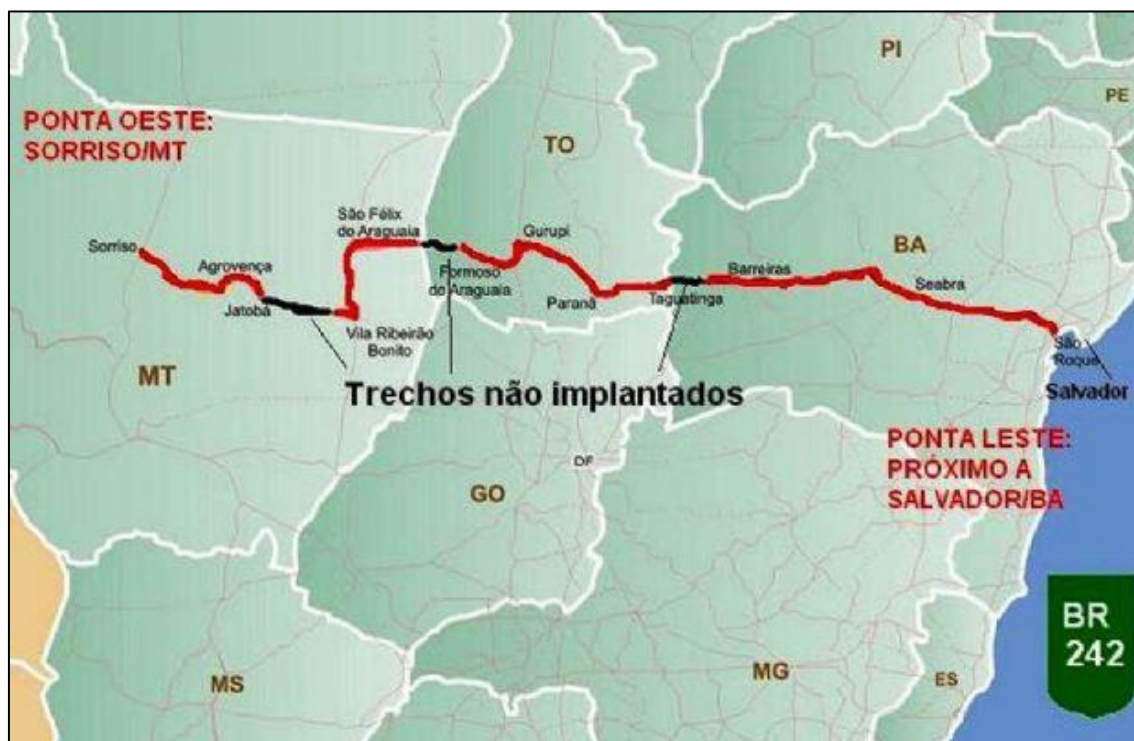 PI
PE
PONTA OESTE:
SORRISO/MT
TO
São Félix
do Araguaia
Gurupi
BA
Sorriso
Agrovença
Formoso
do Araguaia
Barreiras
Seabra
Jatobá
Paranã
Taguatinga
Vila Ribeirão
Bonito
São
Roque
MT
Trechos não implantados
Salvador
PONTA LESTE:
PRÓXIMO A
SALVADOR/BA
DF
GO
BR
242
MS
MG
ES